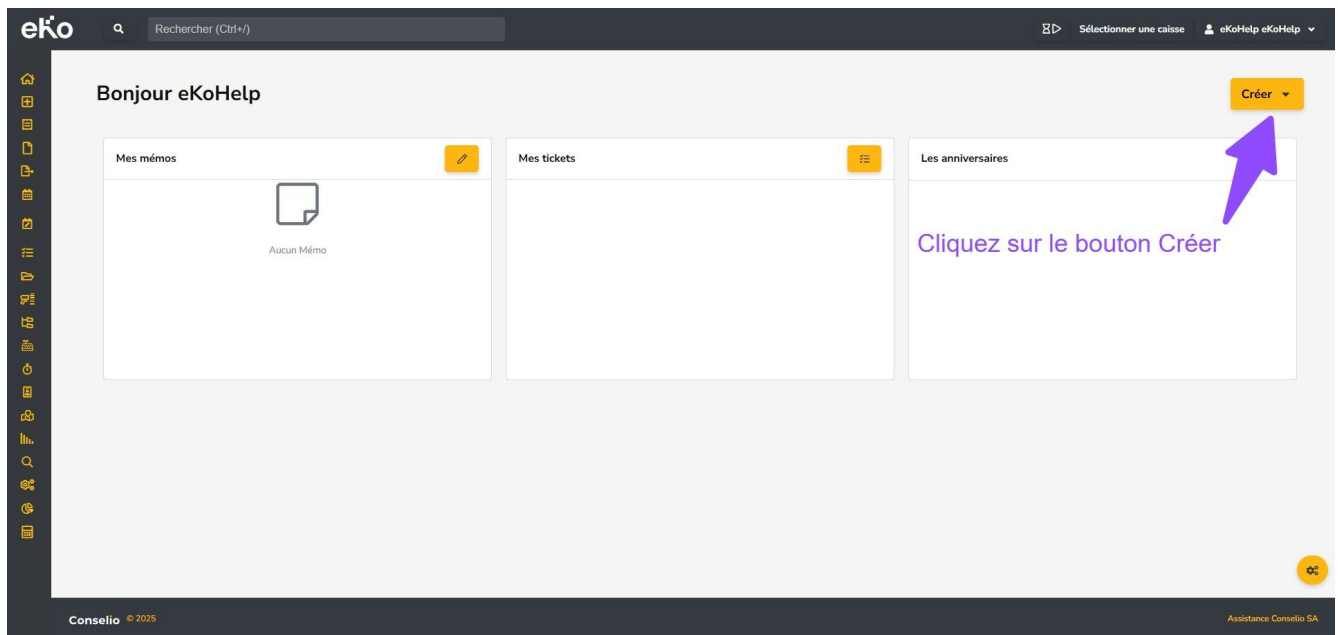 eKo
Rechercher (Ctrl+/)
Sélectionner une caisse
eKoHelp eKoHelp
Bonjour eKoHelp
Créer
Mes mémos
Mes tickets
Les anniversaires
Aucun Mémo
Cliquez sur le bouton Créer
Conselio © 2025
Assistance Conselio SA